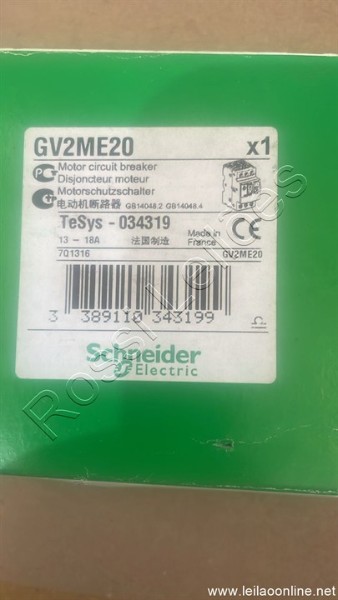 GV2ME20 x1
Motor circuit breaker
Disjoncteur moteur
Motorschutzschalter
电动机断路器 GB14048.2 GB14048.4
TeSys - 034319
13 - 18A 法国制造 Made in France CE
7Q1316 GV2ME20
3 389110 343199
Schneider
Electric
Rossi Leilões
www.leilaoonline.net